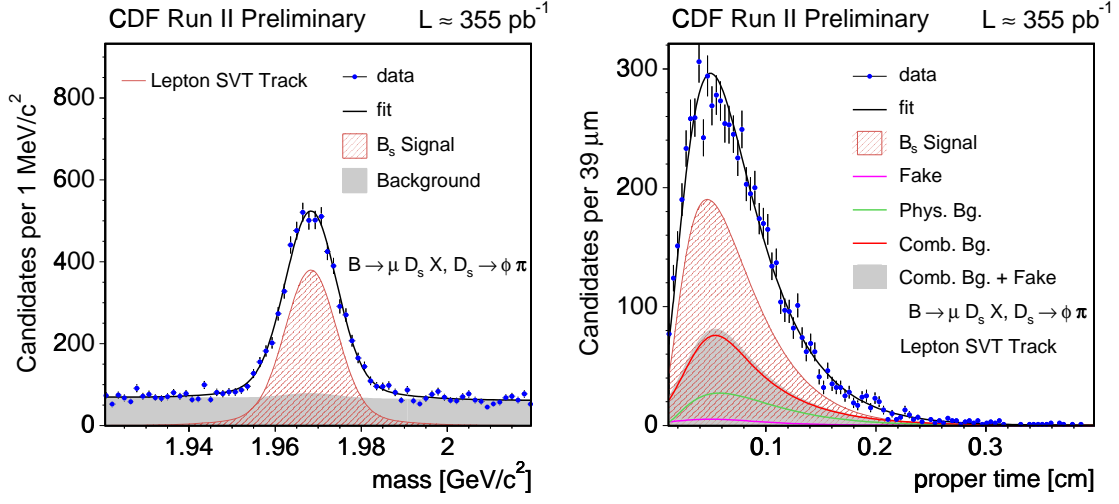 CDF Run II Preliminary L ≈ 355 pb⁻¹
Candidates per 1 MeV/c²
800
600
400
200
0
Lepton SVT Track
data
fit
Bₛ Signal
Background
B → μ Dₛ X, Dₛ → φ π
1.94 1.96 1.98 2
mass [GeV/c²]
CDF Run II Preliminary L ≈ 355 pb⁻¹
Candidates per 39 μm
300
200
100
0
data
fit
Bₛ Signal
Fake
Phys. Bg.
Comb. Bg.
Comb. Bg. + Fake
B → μ Dₛ X, Dₛ → φ π
Lepton SVT Track
0.1 0.2 0.3
proper time [cm]